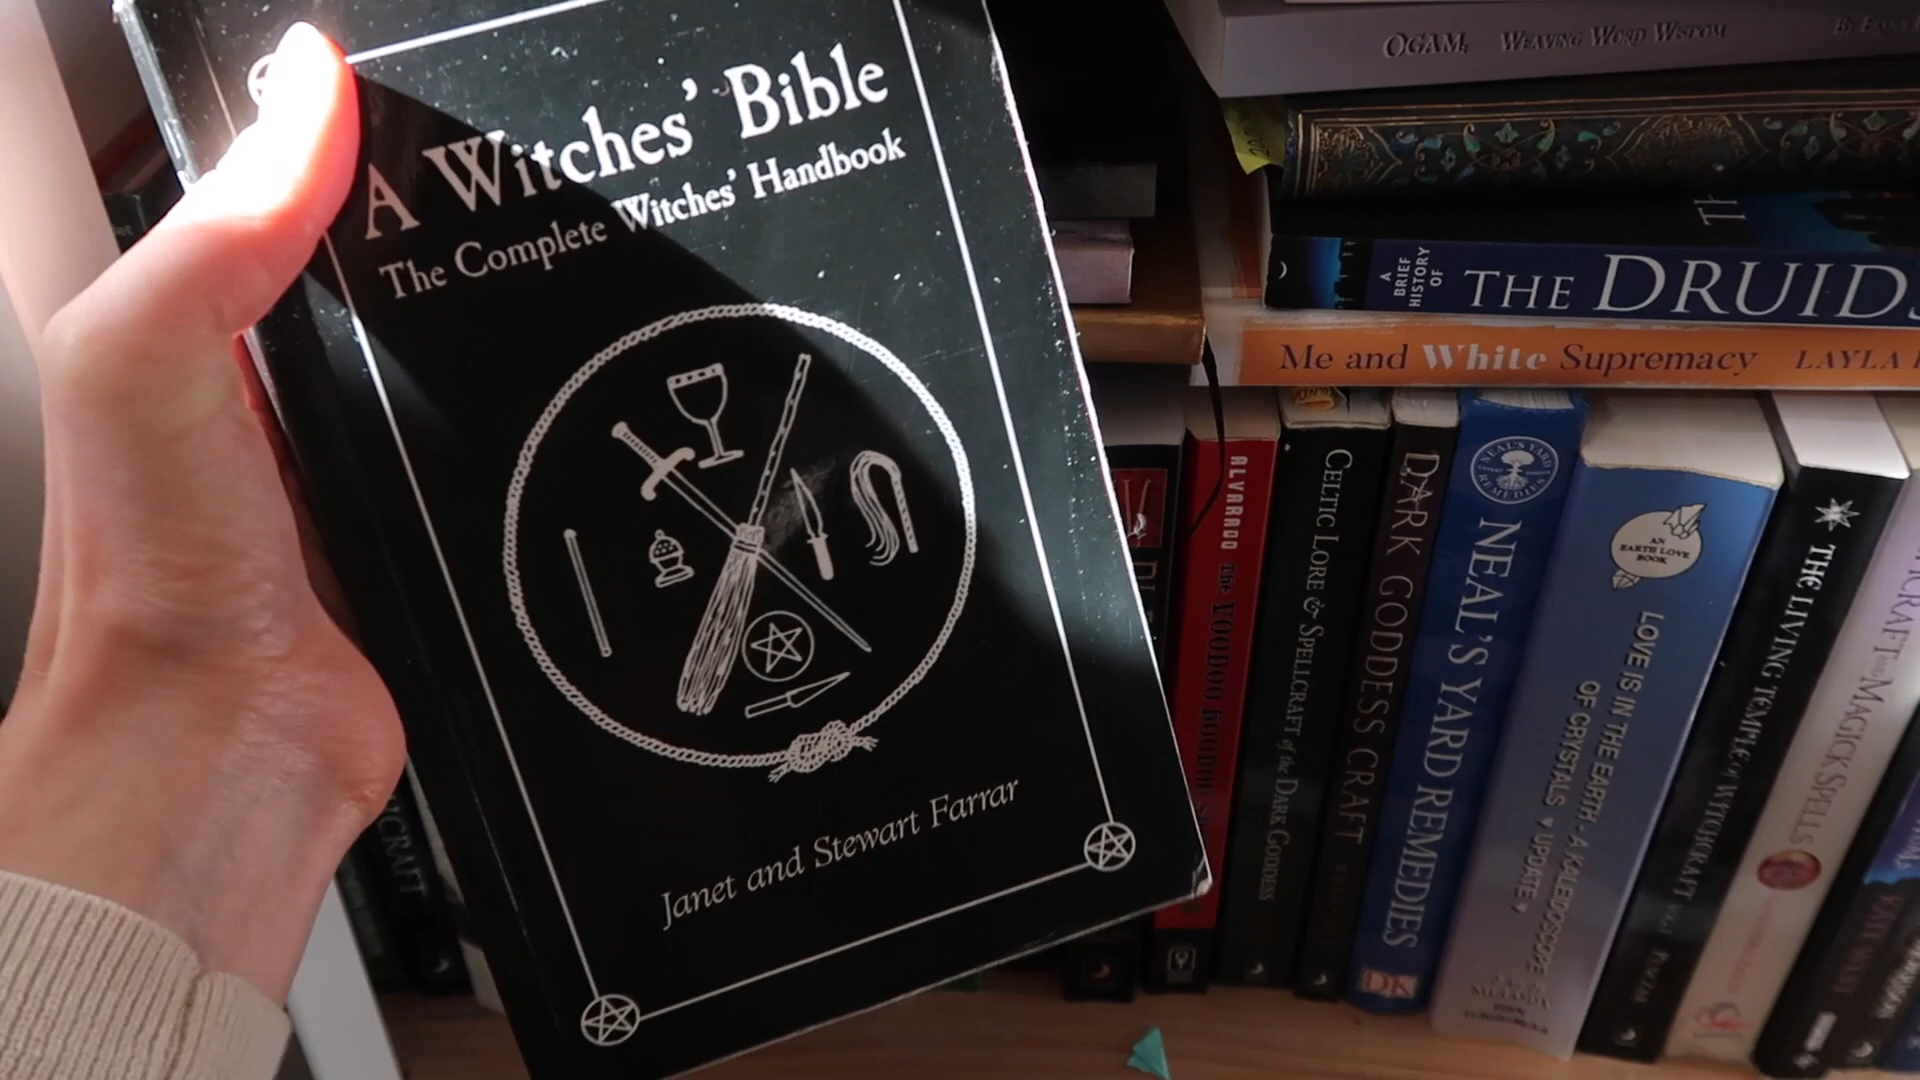 A Witches' Bible
The Complete Witches' Handbook
Janet and Stewart Farrar
OGAM: WEAVING WORD WISDOM
A BRIEF
HISTORY
OF
THE DRUIDS
Me and White Supremacy LAYLA
ALVARADO THE VOODOO HOODOO
CELTIC LORE & SPELLCRAFT of the DARK GODDESS
DARK GODDESS CRAFT
NEAL'S YARD
REMEDIES
NEAL'S YARD REMEDIES
DK
AN
EARTH LOVE
BOOK
LOVE IS IN THE EARTH - A KALEIDOSCOPE
OF CRYSTALS ♥ UPDATE ♥
THE LIVING TEMPLE of WITCHCRAFT
MAGICK SPELLS
KATE WEST